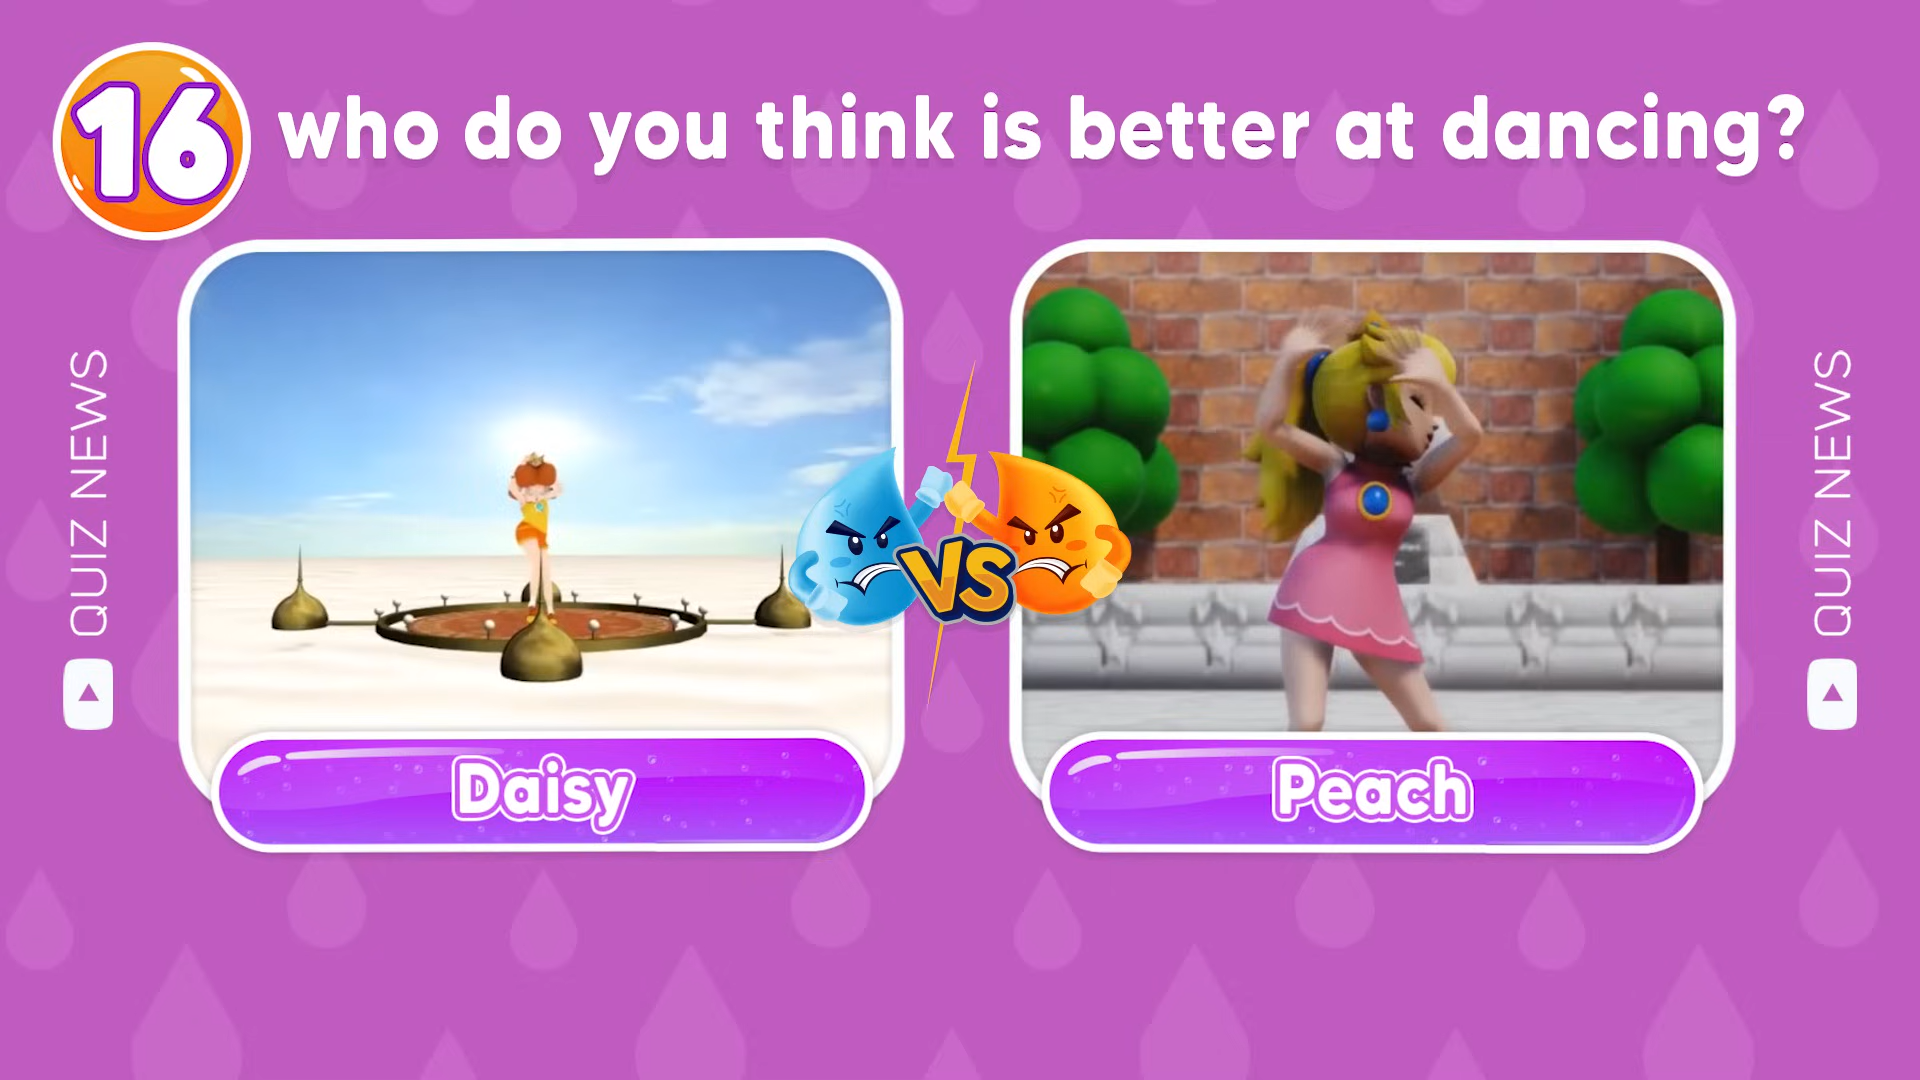 16
who do you think is better at dancing?
QUIZ NEWS
VS
QUIZ NEWS
Daisy
Peach